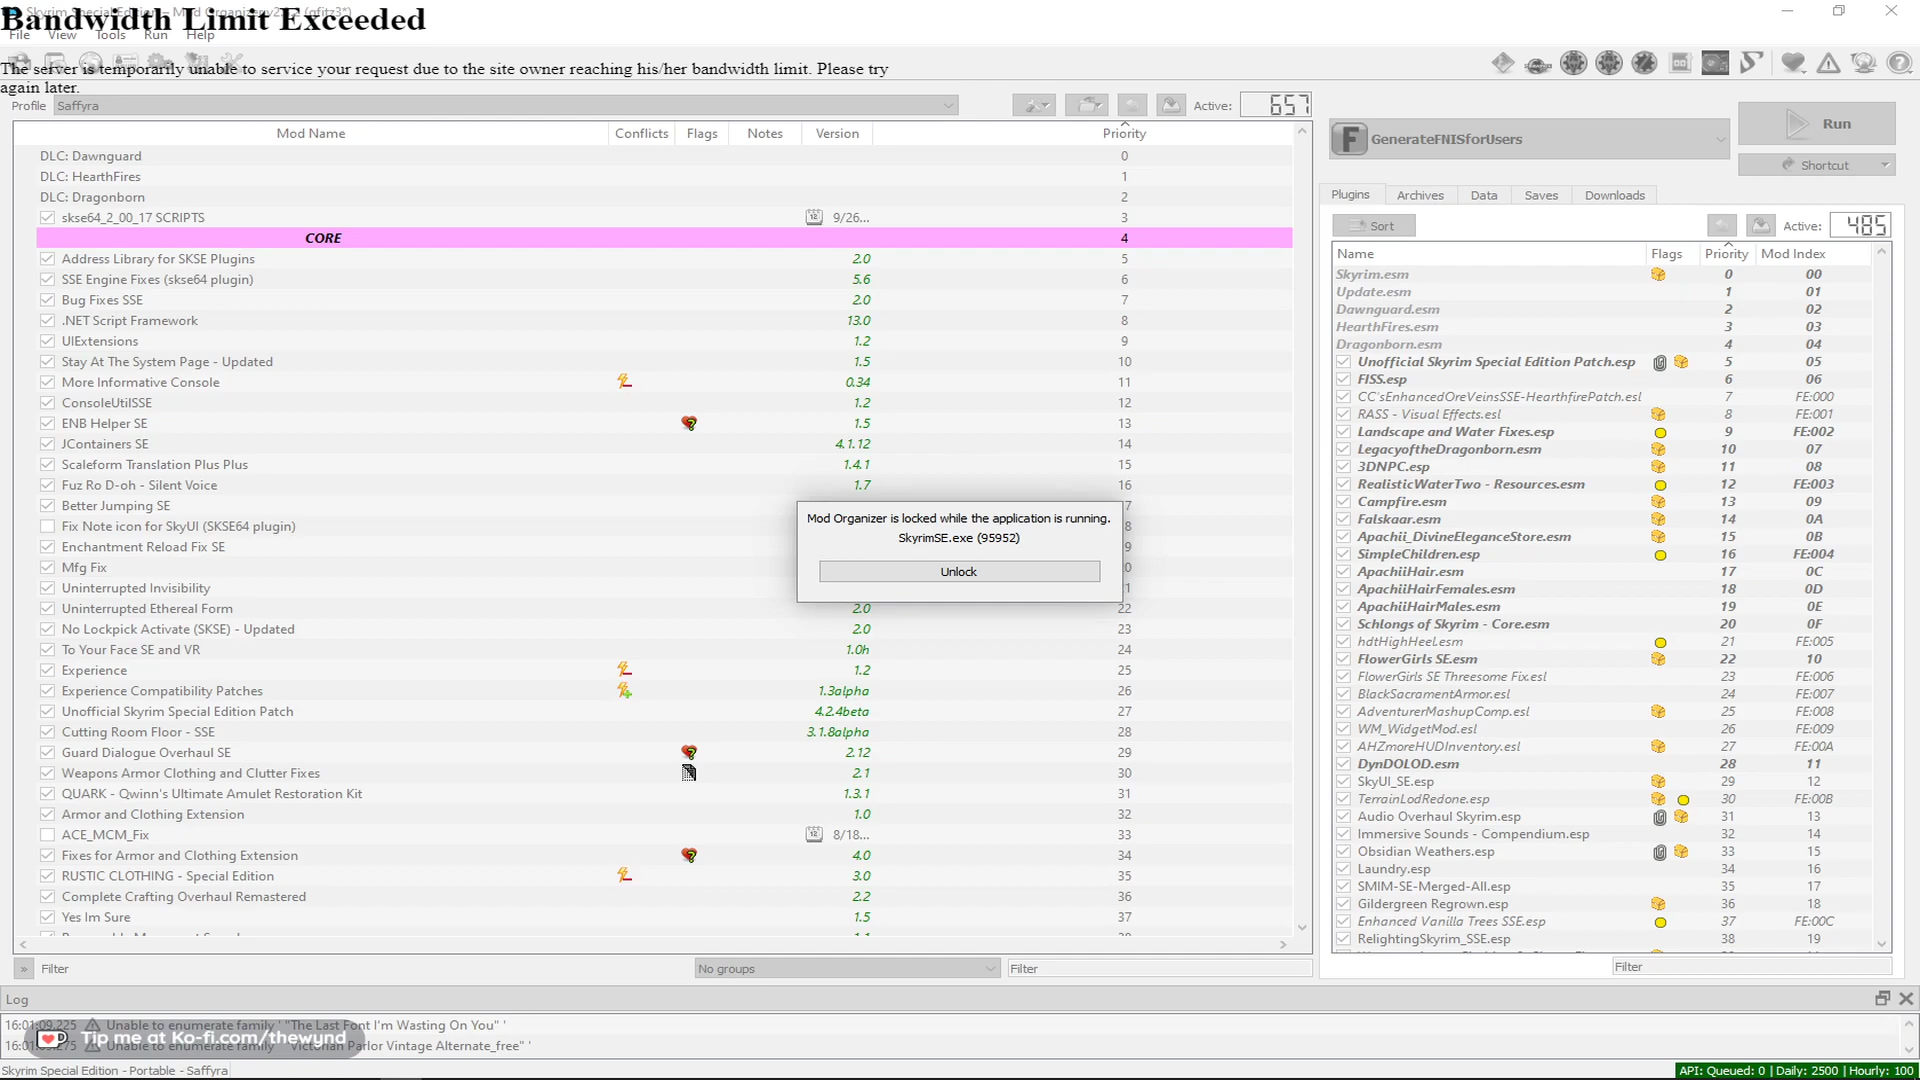 Skyrim Special Edition - Mod Organizer v2.
Bandwidth Limit Exceeded
File View Tools Run Help
The server is temporarily unable to service your request due to the site owner reaching his/her bandwidth limit. Please try
again later.
Profile Saffyra Active: 657
GenerateFNISforUsers
Run
Shortcut
Mod Name Conflicts Flags Notes Version Priority
DLC: Dawnguard 0
DLC: HearthFires 1
DLC: Dragonborn 2
skse64_2_00_17 SCRIPTS 9/26... 3
CORE 4
Address Library for SKSE Plugins 2.0 5
SSE Engine Fixes (skse64 plugin) 5.6 6
Bug Fixes SSE 2.0 7
.NET Script Framework 13.0 8
UIExtensions 1.2 9
Stay At The System Page - Updated 1.5 10
More Informative Console 0.34 11
ConsoleUtilSSE 1.2 12
ENB Helper SE 1.5 13
JContainers SE 4.1.12 14
Scaleform Translation Plus Plus 1.4.1 15
Fuz Ro D-oh - Silent Voice 1.7 16
Better Jumping SE 7
Fix Note icon for SkyUI (SKSE64 plugin) 8
Enchantment Reload Fix SE 9
Mfg Fix 0
Uninterrupted Invisibility 1
Uninterrupted Ethereal Form 2.0 22
No Lockpick Activate (SKSE) - Updated 2.0 23
To Your Face SE and VR 1.0h 24
Experience 1.2 25
Experience Compatibility Patches 1.3alpha 26
Unofficial Skyrim Special Edition Patch 4.2.4beta 27
Cutting Room Floor - SSE 3.1.8alpha 28
Guard Dialogue Overhaul SE 2.12 29
Weapons Armor Clothing and Clutter Fixes 2.1 30
QUARK - Qwinn's Ultimate Amulet Restoration Kit 1.3.1 31
Armor and Clothing Extension 1.0 32
ACE_MCM_Fix 8/18... 33
Fixes for Armor and Clothing Extension 4.0 34
RUSTIC CLOTHING - Special Edition 3.0 35
Complete Crafting Overhaul Remastered 2.2 36
Yes Im Sure 1.5 37
Mod Organizer is locked while the application is running.
SkyrimSE.exe (95952)
Unlock
Filter No groups Filter
Plugins Archives Data Saves Downloads
Sort Active: 485
Name Flags Priority Mod Index
Skyrim.esm 0 00
Update.esm 1 01
Dawnguard.esm 2 02
HearthFires.esm 3 03
Dragonborn.esm 4 04
Unofficial Skyrim Special Edition Patch.esp 5 05
FISS.esp 6 06
CC'sEnhancedOreVeinsSSE-HearthfirePatch.esl 7 FE:000
RASS - Visual Effects.esl 8 FE:001
Landscape and Water Fixes.esp 9 FE:002
LegacyoftheDragonborn.esm 10 07
3DNPC.esp 11 08
RealisticWaterTwo - Resources.esm 12 FE:003
Campfire.esm 13 09
Falskaar.esm 14 0A
Apachii_DivineEleganceStore.esm 15 0B
SimpleChildren.esp 16 FE:004
ApachiiHair.esm 17 0C
ApachiiHairFemales.esm 18 0D
ApachiiHairMales.esm 19 0E
Schlongs of Skyrim - Core.esm 20 0F
hdtHighHeel.esm 21 FE:005
FlowerGirls SE.esm 22 10
FlowerGirls SE Threesome Fix.esl 23 FE:006
BlackSacramentArmor.esl 24 FE:007
AdventurerMashupComp.esl 25 FE:008
WM_WidgetMod.esl 26 FE:009
AHZmoreHUDInventory.esl 27 FE:00A
DynDOLOD.esm 28 11
SkyUI_SE.esp 29 12
TerrainLodRedone.esp 30 FE:00B
Audio Overhaul Skyrim.esp 31 13
Immersive Sounds - Compendium.esp 32 14
Obsidian Weathers.esp 33 15
Laundry.esp 34 16
SMIM-SE-Merged-All.esp 35 17
Gildergreen Regrown.esp 36 18
Enhanced Vanilla Trees SSE.esp 37 FE:00C
RelightingSkyrim_SSE.esp 38 19
Filter
Log
16:01:09.225 Unable to enumerate family ' "The Last Font I'm Wasting On You" '
Tip me at Ko-fi.com/thewynd
Unable to enumerate family ' "Victorian Parlor Vintage Alternate_free" '
Skyrim Special Edition - Portable - Saffyra
API: Queued: 0 | Daily: 2500 | Hourly: 100